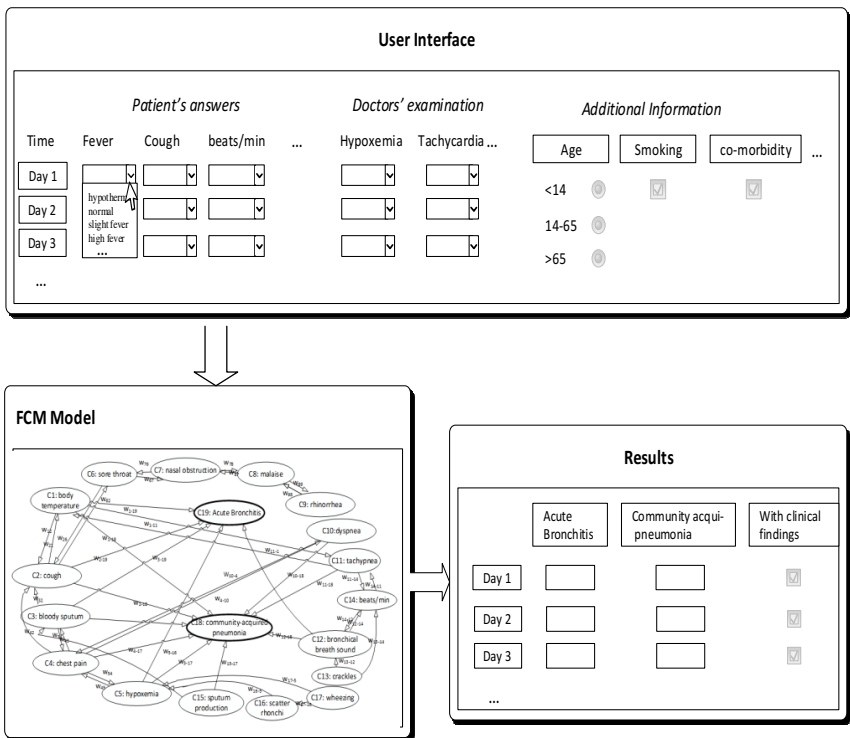 User Interface
Patient's answers Doctors' examination Additional Information
Time Fever Cough beats/min ... Hypoxemia Tachycardia ...
Age Smoking co-morbidity ...
Day 1
<14
hypotherm
normal
slight fever
high fever
...
Day 2
14-65
Day 3
>65
...
FCM Model
C6: sore throat
C7: nasal obstruction
C8: malaise
C1: body
temperature
C9: rhinorrhea
C19: Acute Bronchitis
C10: dyspnea
C11: tachypnea
C2: cough
C14: beats/min
C3: bloody sputum
C18: community-acquired
pneumonia
C12: bronchical
breath sound
C4: chest pain
C13: crackles
C5: hypoxemia
C15: sputum
production
C16: scatter
rhonchi
C17: wheezing
Results
Acute
Bronchitis
Community acqui-
pneumonia
With clinical
findings
Day 1
Day 2
Day 3
...